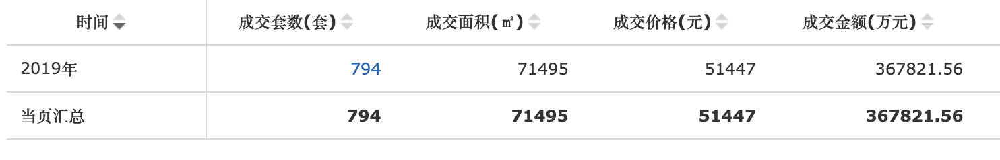 时间 成交套数(套) 成交面积(㎡) 成交价格(元) 成交金额(万元)
2019年 794 71495 51447 367821.56
当页汇总 794 71495 51447 367821.56